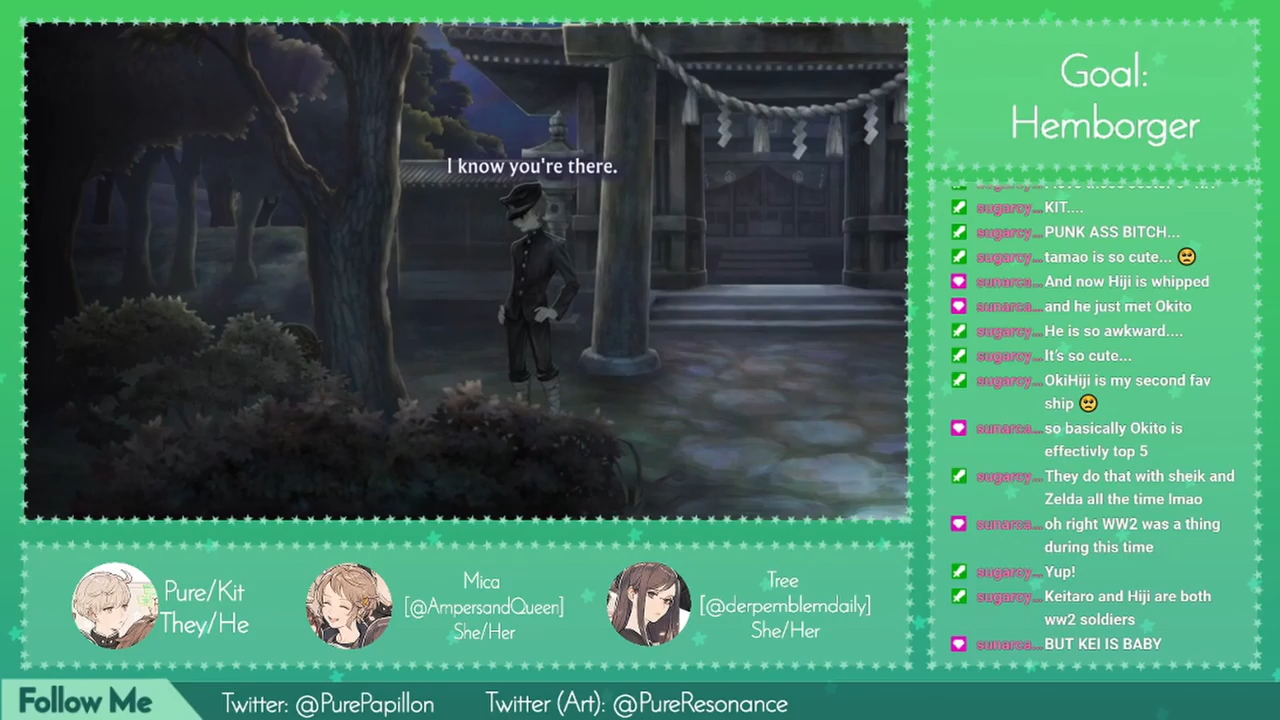 I know you're there.
Goal:
Hemborger
KIT....
PUNK ASS BITCH...
tamao is so cute... 🥺
And now Hiji is whipped
and he just met Okito
He is so awkward....
It's so cute...
OkiHiji is my second fav
ship 🥺
so basically Okito is
effectivly top 5
They do that with sheik and
Zelda all the time lmao
oh right WW2 was a thing
during this time
Yup!
Keitaro and Hiji are both
ww2 soldiers
BUT KEI IS BABY
Pure/Kit
They/He
Mica
[@AmpersandQueen]
She/Her
Tree
[@derpemblemdaily]
She/Her
Follow Me
Twitter: @PurePapillon
Twitter (Art): @PureResonance